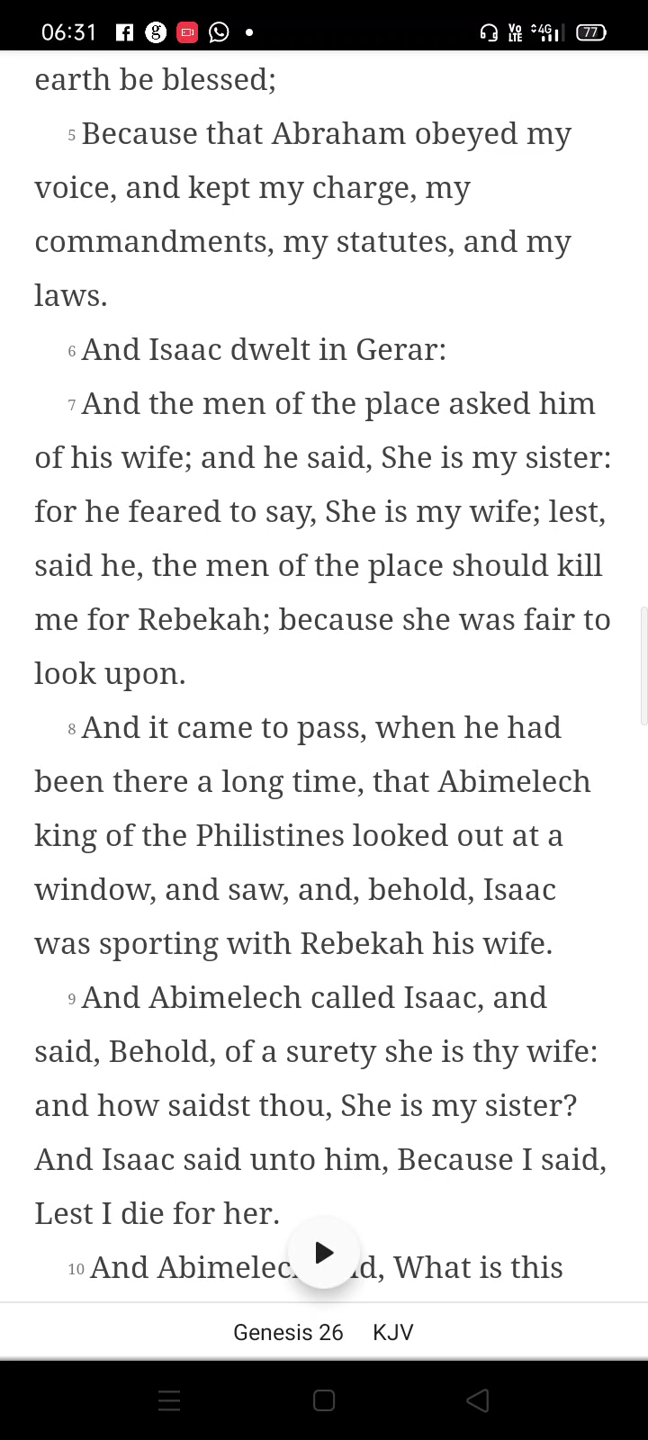 06:31
VoLTE 4G 77
earth be blessed;
5 Because that Abraham obeyed my
voice, and kept my charge, my
commandments, my statutes, and my
laws.
6 And Isaac dwelt in Gerar:
7 And the men of the place asked him
of his wife; and he said, She is my sister:
for he feared to say, She is my wife; lest,
said he, the men of the place should kill
me for Rebekah; because she was fair to
look upon.
8 And it came to pass, when he had
been there a long time, that Abimelech
king of the Philistines looked out at a
window, and saw, and, behold, Isaac
was sporting with Rebekah his wife.
9 And Abimelech called Isaac, and
said, Behold, of a surety she is thy wife:
and how saidst thou, She is my sister?
And Isaac said unto him, Because I said,
Lest I die for her.
10 And What is this
Genesis 26 KJV